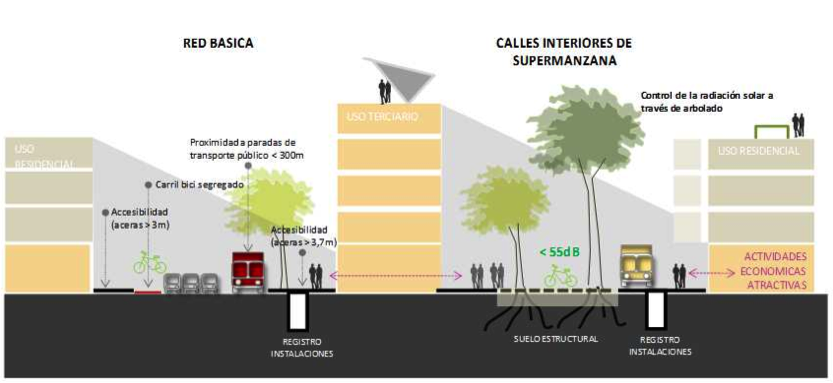 RED BASICA
CALLES INTERIORES DE
SUPERMANZANA
Control de la radiación solar a
través de arbolado
USO TERCIARIO
USO
RESIDENCIAL
Proximidad a paradas de
transporte público < 300m
USO RESIDENCIAL
Carril bici segregado
Accesibilidad
(aceras > 3m)
Accesibilidad
(aceras > 3,7m)
< 55dB
ACTIVIDADES
ECONOMICAS
ATRACTIVAS
REGISTRO
INSTALACIONES
SUELO ESTRUCTURAL
REGISTRO
INSTALACIONES